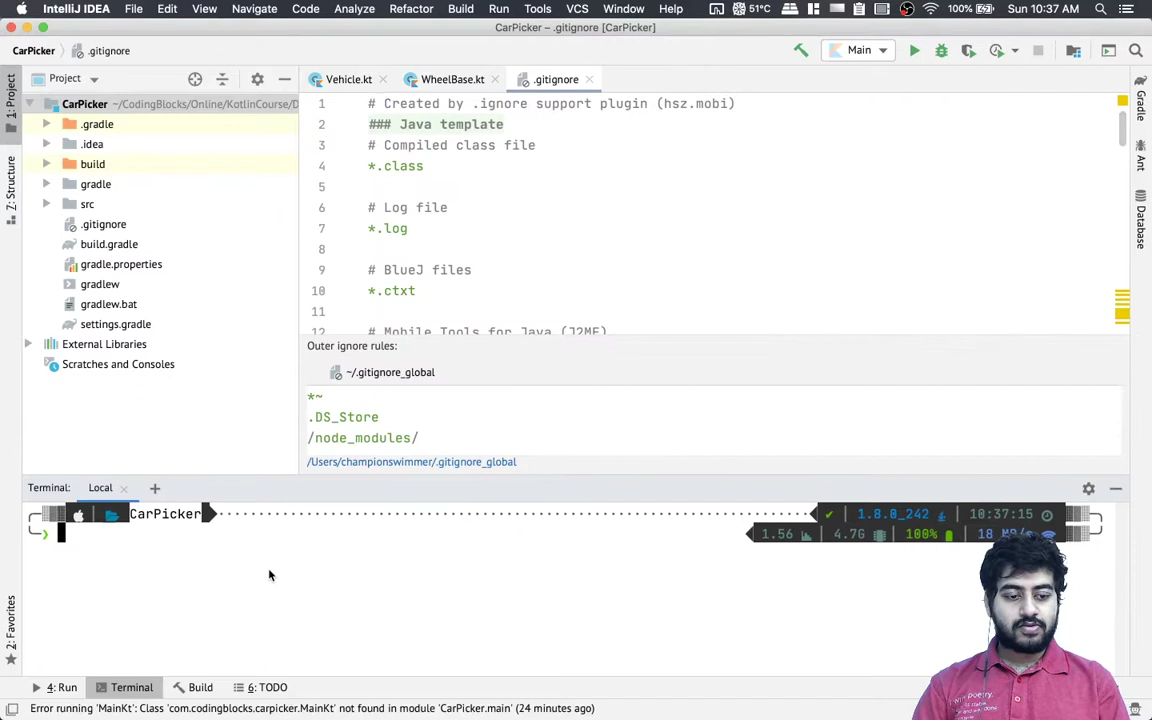 IntelliJ IDEA File Edit View Navigate Code Analyze Refactor Build Run Tools VCS Window Help 51°C 100% Sun 10:37 AM
CarPicker – .gitignore [CarPicker]
CarPicker .gitignore Main
1: Project
Z: Structure
2: Favorites
Project
Vehicle.kt WheelBase.kt .gitignore
CarPicker ~/CodingBlocks/Online/KotlinCourse/D
.gradle
.idea
build
gradle
src
.gitignore
build.gradle
gradle.properties
gradlew
gradlew.bat
settings.gradle
External Libraries
Scratches and Consoles
1 # Created by .ignore support plugin (hsz.mobi)
2 ### Java template
3 # Compiled class file
4 *.class
5
6 # Log file
7 *.log
8
9 # BlueJ files
10 *.ctxt
11
12 # Mobile Tools for Java (J2ME)
Outer ignore rules:
~/.gitignore_global
*~
.DS_Store
/node_modules/
/Users/championswimmer/.gitignore_global
Gradle
Ant
Database
Terminal: Local +
CarPicker ✔ 1.8.0_242 10:37:15
❯ 1.56 4.7G 100% 18 MB/s
4: Run Terminal Build 6: TODO
Error running 'MainKt': Class 'com.codingblocks.carpicker.MainKt' not found in module 'CarPicker.main' (24 minutes ago)